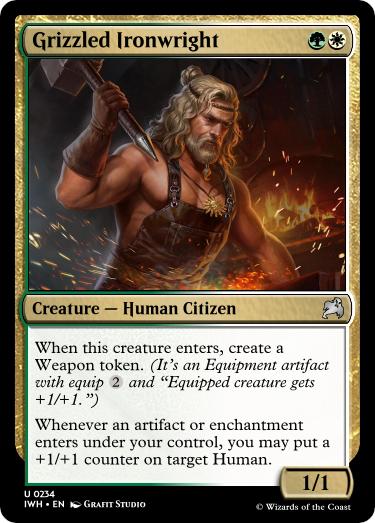 Grizzled Ironwright
Creature — Human Citizen
When this creature enters, create a
Weapon token. (It's an Equipment artifact
with equip 2 and “Equipped creature gets
+1/+1.”)
Whenever an artifact or enchantment
enters under your control, you may put a
+1/+1 counter on target Human.
1/1
U 0234
IWH • EN Grafit Studio
© Wizards of the Coast